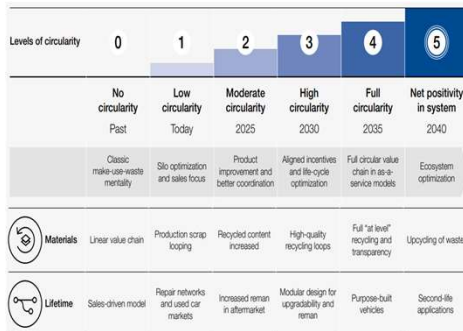 Levels of circularity 0 1 2 3 4 5
No circularity
Past
Low circularity
Today
Moderate circularity
2025
High circularity
2030
Full circularity
2035
Net positivity in system
2040
Classic
make-use-waste
mentality
Silo optimization
and sales focus
Product
improvement and
better coordination
Aligned incentives
and life-cycle
optimization
Full circular value
chain in as-a-
service models
Ecosystem
optimization
Materials
Linear value chain
Production scrap
looping
Recycled content
increased
High-quality
recycling loops
Full "at level"
recycling and
transparency
Upcycling of waste
Lifetime
Sales-driven model
Repair networks
and used car
markets
Increased reman
in aftermarket
Modular design for
upgradability and
reman
Purpose-built
vehicles
Second-life
applications